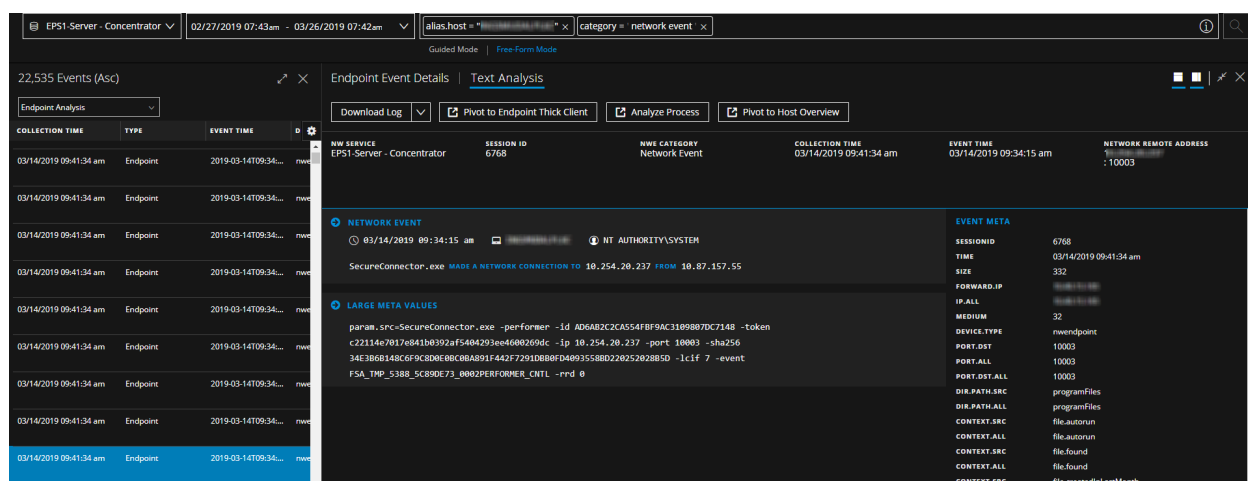 EPS1-Server - Concentrator
02/27/2019 07:43am - 03/26/2019 07:42am
alias.host = " " ×
category = ' network event ' ×
Guided Mode | Free-Form Mode
22,535 Events (Asc)
Endpoint Analysis
COLLECTION TIME TYPE EVENT TIME D
03/14/2019 09:41:34 am Endpoint 2019-03-14T09:34:... nwe
03/14/2019 09:41:34 am Endpoint 2019-03-14T09:34:... nwe
03/14/2019 09:41:34 am Endpoint 2019-03-14T09:34:... nwe
03/14/2019 09:41:34 am Endpoint 2019-03-14T09:34:... nwe
03/14/2019 09:41:34 am Endpoint 2019-03-14T09:34:... nwe
03/14/2019 09:41:34 am Endpoint 2019-03-14T09:34:... nwe
03/14/2019 09:41:34 am Endpoint 2019-03-14T09:34:... nwe
03/14/2019 09:41:34 am Endpoint 2019-03-14T09:34:... nwe
03/14/2019 09:41:34 am Endpoint 2019-03-14T09:34:... nwe
Endpoint Event Details | Text Analysis
Download Log
Pivot to Endpoint Thick Client
Analyze Process
Pivot to Host Overview
NW SERVICE SESSION ID NWE CATEGORY COLLECTION TIME EVENT TIME NETWORK REMOTE ADDRESS
EPS1-Server - Concentrator 6768 Network Event 03/14/2019 09:41:34 am 03/14/2019 09:34:15 am
: 10003
NETWORK EVENT
03/14/2019 09:34:15 am NT AUTHORITY\SYSTEM
SecureConnector.exe MADE A NETWORK CONNECTION TO 10.254.20.237 FROM 10.87.157.55
LARGE META VALUES
param.src=SecureConnector.exe -performer -id AD6AB2C2CA554FBF9AC3109807DC7148 -token
c22114e7017e841b0392af5404293ee4600269dc -ip 10.254.20.237 -port 10003 -sha256
34E3B6B148C6F9C8D0E0BC0BA891F442F7291DBB0FD4093558BD220252028B5D -lcif 7 -event
FSA_TMP_5388_5C89DE73_0002PERFORMER_CNTL -rrd 0
EVENT META
SESSIONID 6768
TIME 03/14/2019 09:41:34 am
SIZE 332
FORWARD.IP
IP.ALL
MEDIUM 32
DEVICE.TYPE nwendpoint
PORT.DST 10003
PORT.ALL 10003
PORT.DST.ALL 10003
DIR.PATH.SRC programFiles
DIR.PATH.ALL programFiles
CONTEXT.SRC file.autorun
CONTEXT.ALL file.autorun
CONTEXT.SRC file.found
CONTEXT.ALL file.found
CONTEXT.SRC file.createdInLastMonth